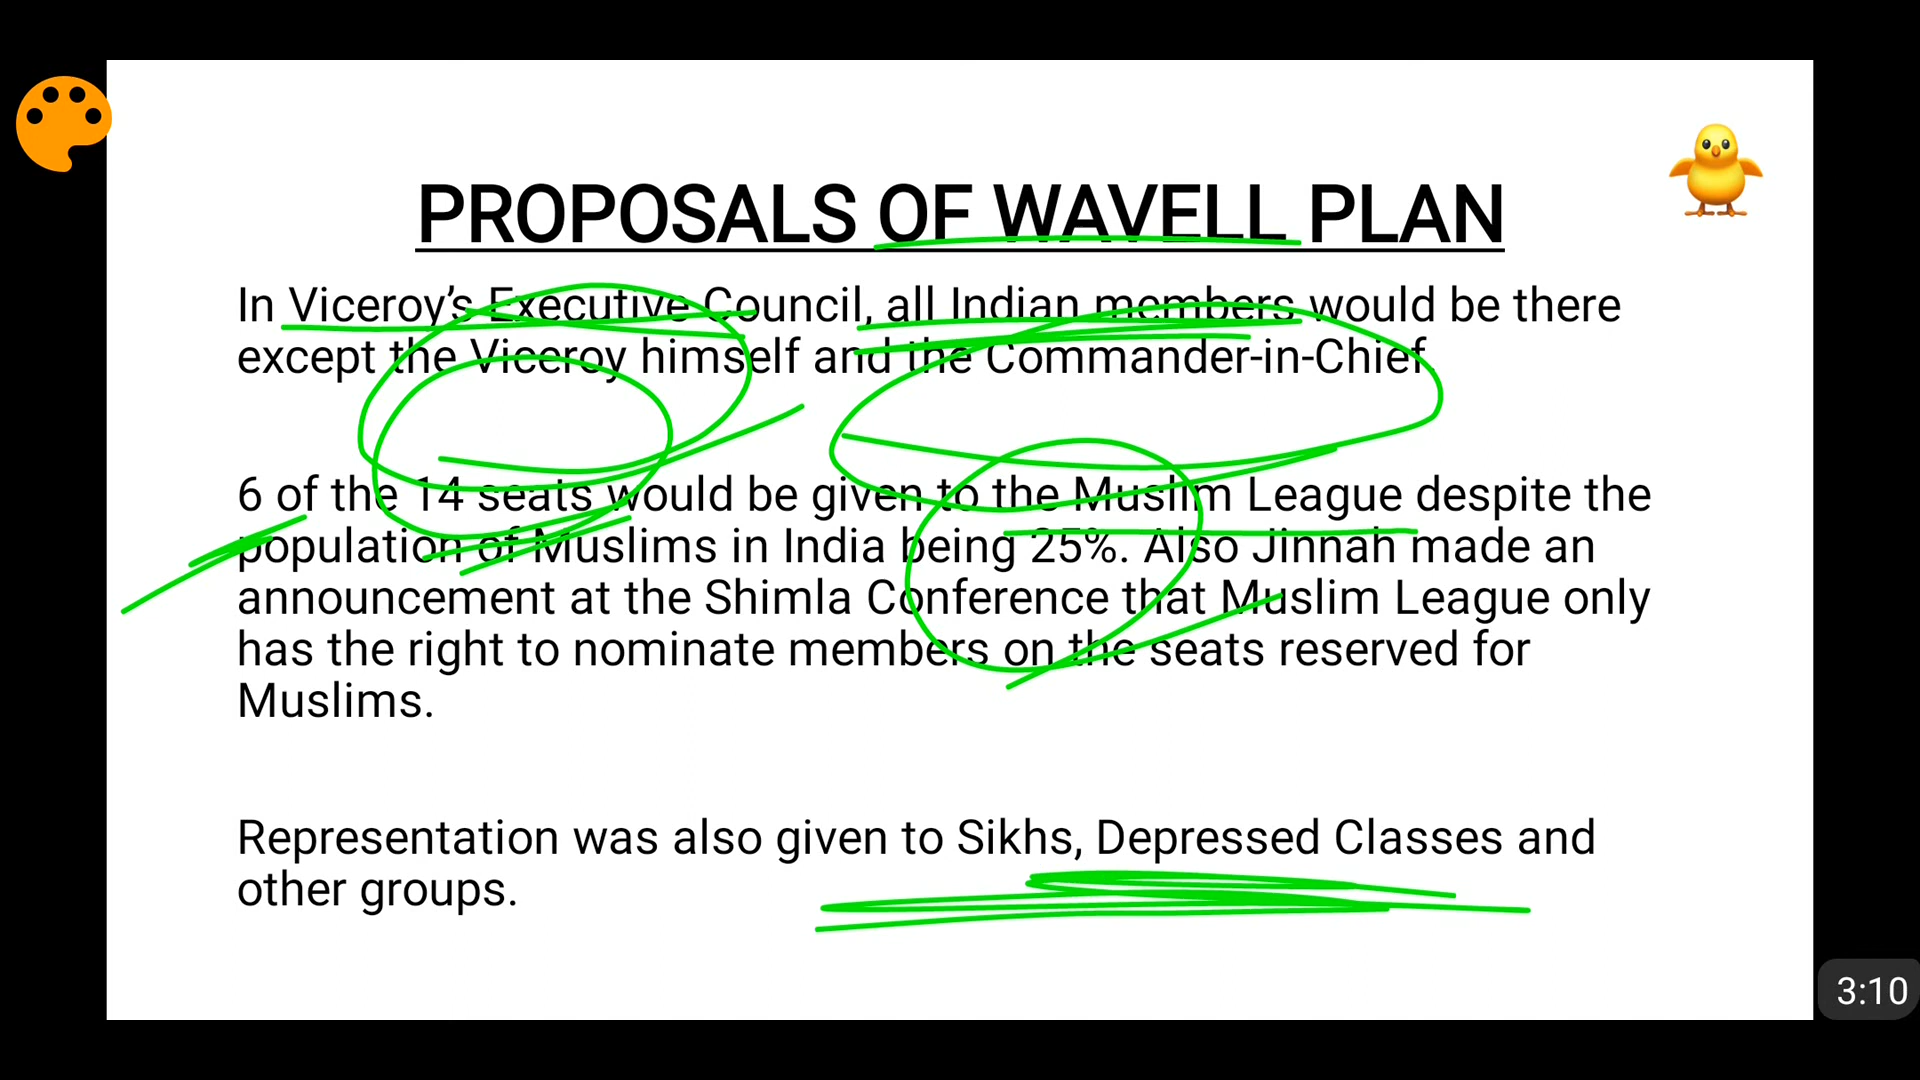 PROPOSALS OF WAVELL PLAN
In Viceroy’s Executive Council, all Indian members would be there
except the Viceroy himself and the Commander-in-Chief.
6 of the 14 seats would be given to the Muslim League despite the
population of Muslims in India being 25%. Also Jinnah made an
announcement at the Shimla Conference that Muslim League only
has the right to nominate members on the seats reserved for
Muslims.
Representation was also given to Sikhs, Depressed Classes and
other groups.
3:10